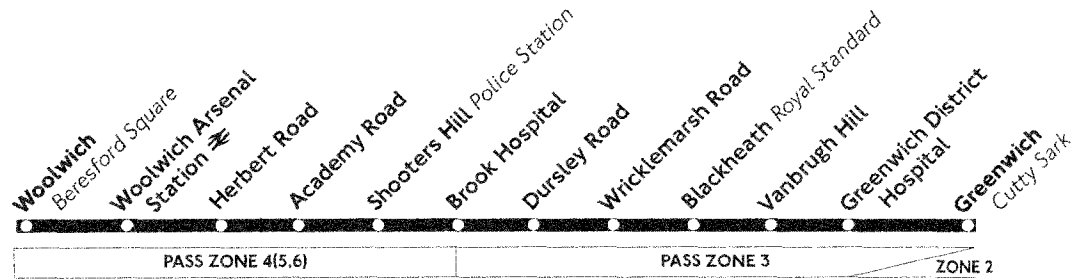 Woolwich
Beresford Square
Woolwich Arsenal
Station
Herbert Road
Academy Road
Shooters Hill Police Station
Brook Hospital
Dursley Road
Wricklemarsh Road
Blackheath Royal Standard
Vanbrugh Hill
Greenwich District
Hospital
Greenwich
Cutty Sark
PASS ZONE 4(5,6)
PASS ZONE 3
ZONE 2